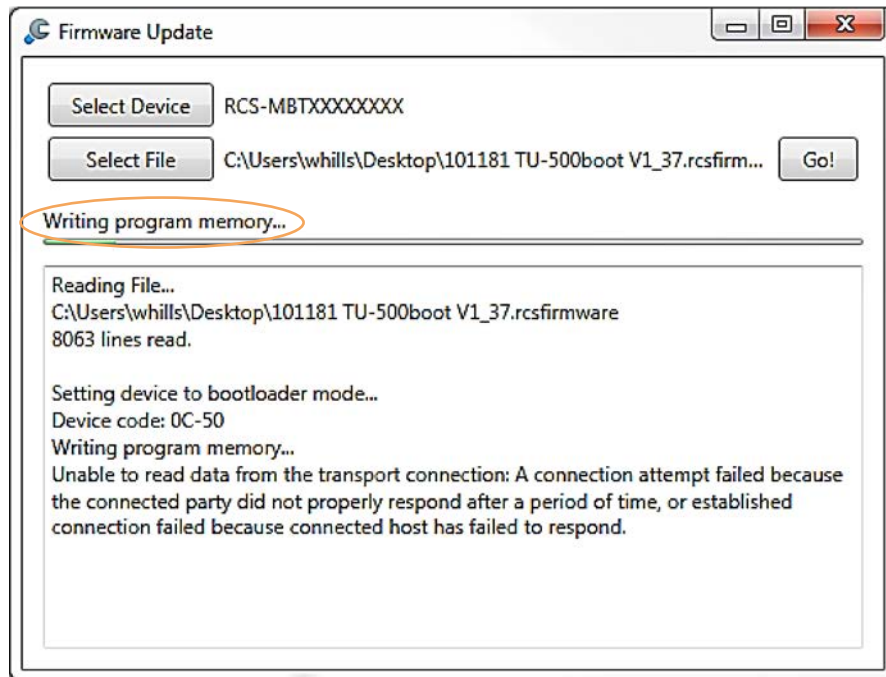 Firmware Update
Select Device RCS-MBTXXXXXXXX
Select File C:\Users\whills\Desktop\101181 TU-500boot V1_37.rcsfirm... Go!
Writing program memory...
Reading File...
C:\Users\whills\Desktop\101181 TU-500boot V1_37.rcsfirmware
8063 lines read.
Setting device to bootloader mode...
Device code: 0C-50
Writing program memory...
Unable to read data from the transport connection: A connection attempt failed because
the connected party did not properly respond after a period of time, or established
connection failed because connected host has failed to respond.